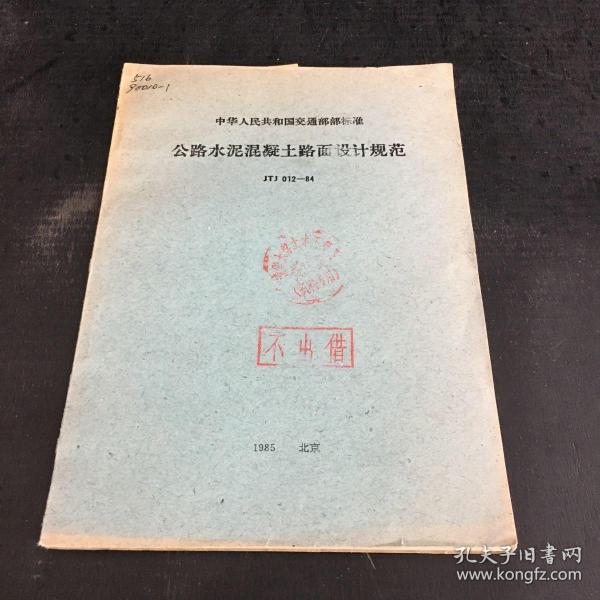 516
90010-1
中华人民共和国交通部部标准
公路水泥混凝土路面设计规范
JTJ 012—84
不出借
1985 北京
孔夫子旧书网
www.kongfz.com